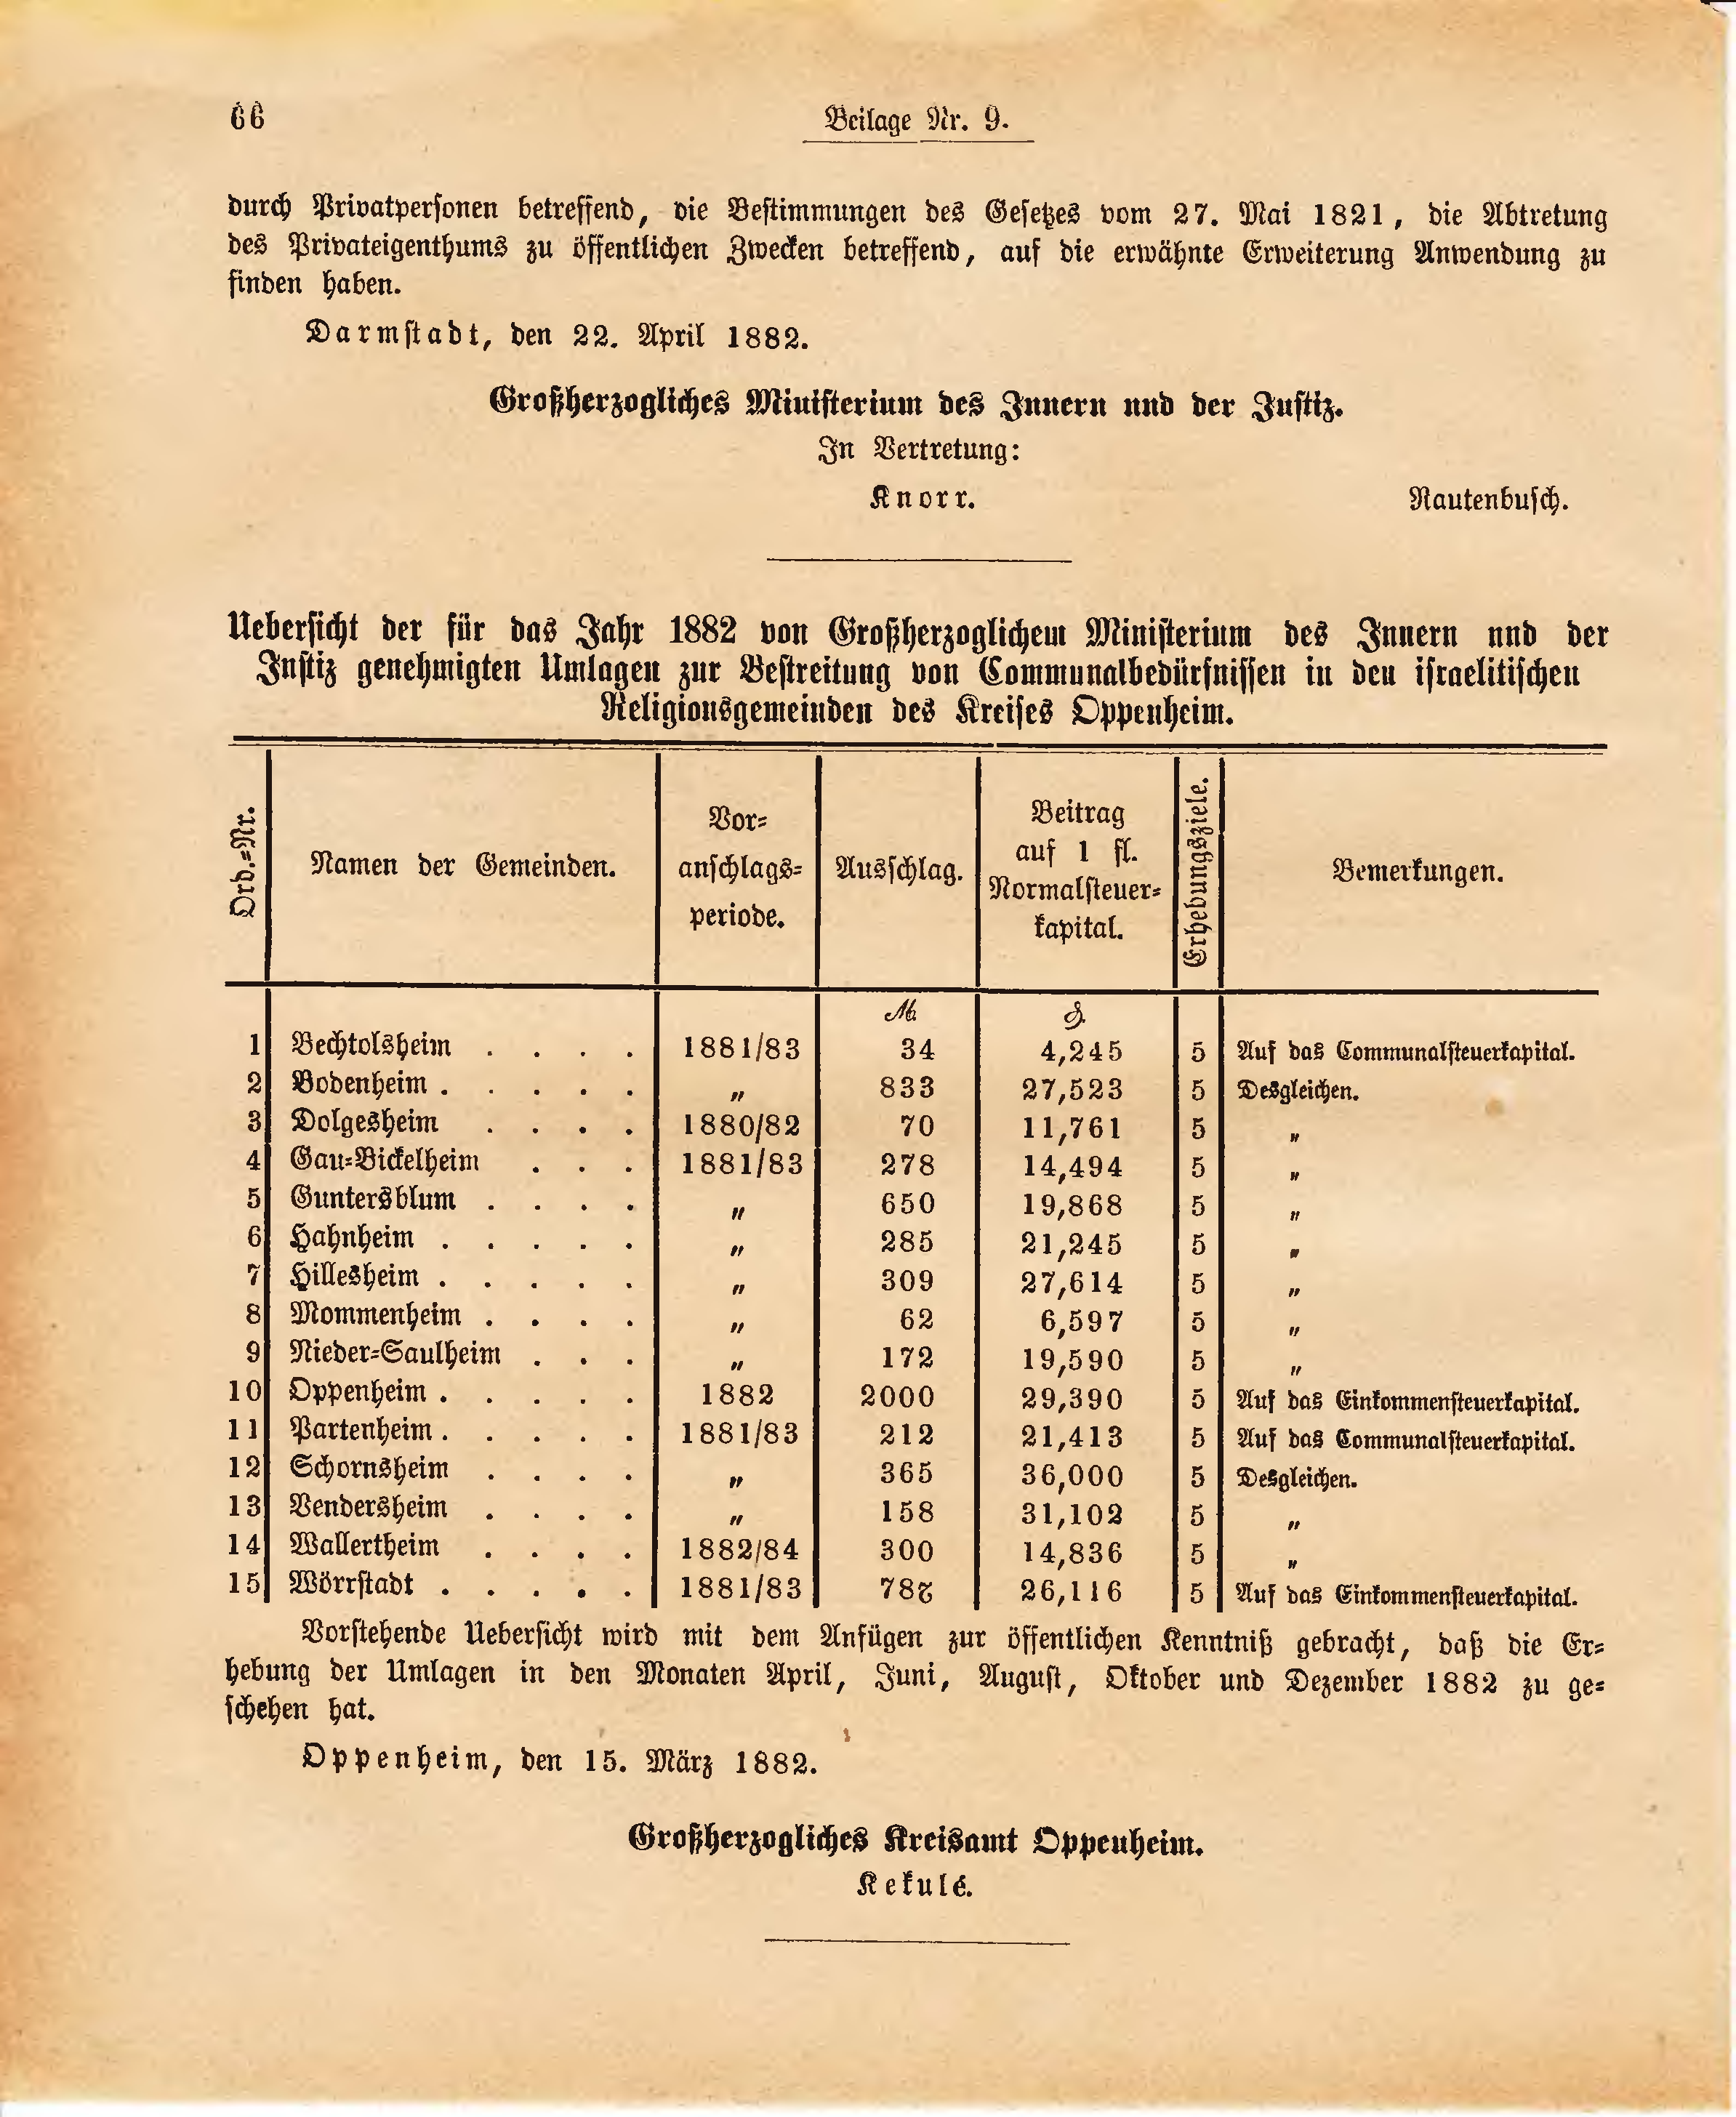 66
Beilage Nr. 9.
durch Privatpersonen betreffend, die Bestimmungen des Gesetzes vom 27. Mai 1821, die Abtretung
des Privateigenthums zu öffentlichen Zwecken betreffend, auf die erwähnte Erweiterung Anwendung zu
finden haben.
Darmstadt, den 22. April 1882.
Großherzogliches Ministerium des Innern und der Justiz.
In Vertretung:
Knorr. Rautenbusch.
Uebersicht der für das Jahr 1882 von Großherzoglichem Ministerium des Innern und der
Justiz genehmigten Umlagen zur Bestreitung von Communalbedürfnissen in den israelitischen
Religionsgemeinden des Kreises Oppenheim.
Ord.=Nr.
Namen der Gemeinden.
Vor=
anschlags=
periode.
Ausschlag.
Beitrag
auf 1 fl.
Normalsteuer=
kapital.
Erhebungsziele.
Bemerkungen.
ℳ ₰
1 Bechtolsheim . . . . 1881/83 34 4,245 5 Auf das Communalsteuerkapital.
2 Bodenheim . . . . . „ 833 27,523 5 Desgleichen.
3 Dolgesheim . . . . 1880/82 70 11,761 5 „
4 Gau=Bickelheim . . . 1881/83 278 14,494 5 „
5 Guntersblum . . . . „ 650 19,868 5 „
6 Hahnheim . . . . . „ 285 21,245 5 „
7 Hillesheim . . . . . „ 309 27,614 5 „
8 Mommenheim . . . . „ 62 6,597 5 „
9 Nieder=Saulheim . . . „ 172 19,590 5 „
10 Oppenheim . . . . . 1882 2000 29,390 5 Auf das Einkommensteuerkapital.
11 Partenheim . . . . . 1881/83 212 21,413 5 Auf das Communalsteuerkapital.
12 Schornsheim . . . . „ 365 36,000 5 Desgleichen.
13 Vendersheim . . . . „ 158 31,102 5 „
14 Wallertheim . . . . 1882/84 300 14,836 5 „
15 Wörrstadt . . . . . 1881/83 26,116 5 Auf das Einkommensteuerkapital.
Vorstehende Uebersicht wird mit dem Anfügen zur öffentlichen Kenntniß gebracht, daß die Er=
hebung der Umlagen in den Monaten April, Juni, August, Oktober und Dezember 1882 zu ge=
schehen hat.
Oppenheim, den 15. März 1882.
Großherzogliches Kreisamt Oppenheim.
Kekulé.